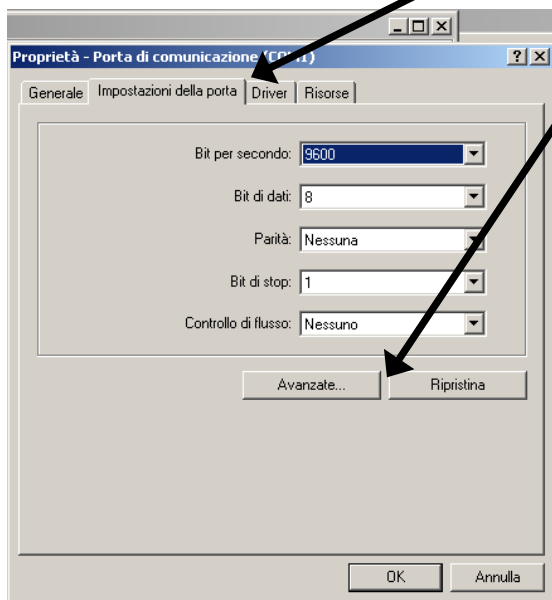 Proprietà - Porta di comunicazione (COM1)
Generale Impostazioni della porta Driver Risorse
Bit per secondo: 9600
Bit di dati: 8
Parità: Nessuna
Bit di stop: 1
Controllo di flusso: Nessuno
Avanzate... Ripristina
OK Annulla